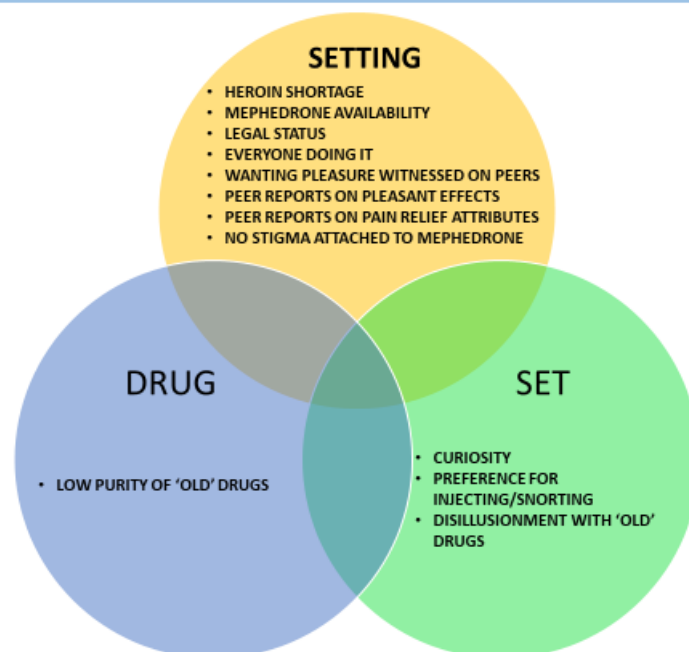 SETTING
• HEROIN SHORTAGE
• MEPHEDRONE AVAILABILITY
• LEGAL STATUS
• EVERYONE DOING IT
• WANTING PLEASURE WITNESSED ON PEERS
• PEER REPORTS ON PLEASANT EFFECTS
• PEER REPORTS ON PAIN RELIEF ATTRIBUTES
• NO STIGMA ATTACHED TO MEPHEDRONE
DRUG
• LOW PURITY OF ‘OLD’ DRUGS
SET
• CURIOSITY
• PREFERENCE FOR
INJECTING/SNORTING
• DISILLUSIONMENT WITH ‘OLD’
DRUGS